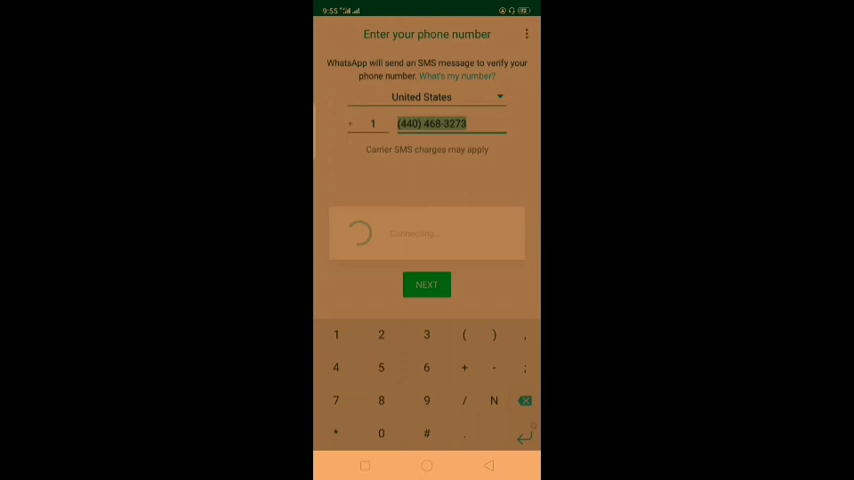 9:55
Enter your phone number
WhatsApp will send an SMS message to verify your
phone number. What's my number?
United States
+ 1 (440) 468-3273
Carrier SMS charges may apply
Connecting...
NEXT
1 2 3 ( ) ,
4 5 6 + - ;
7 8 9 / N
* 0 # .